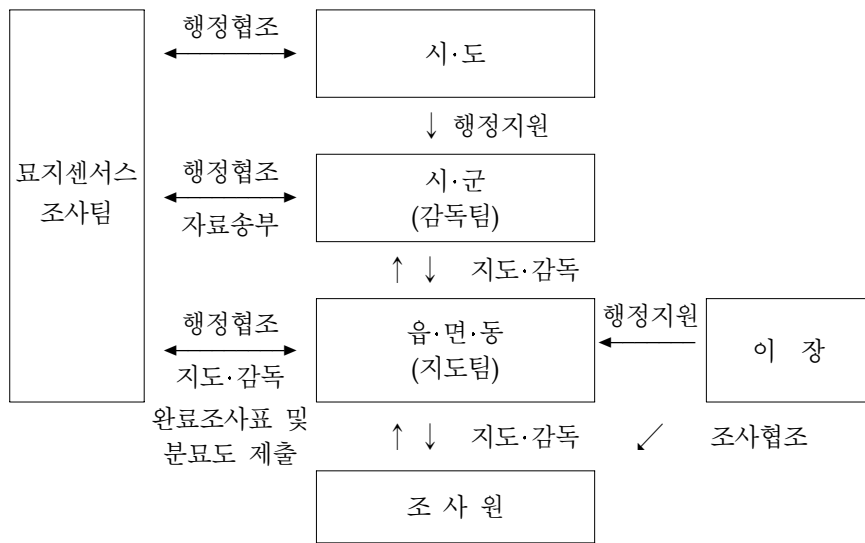 행정협조
시·도
↓ 행정지원
묘지센서스
조사팀
행정협조
자료송부
시·군
(감독팀)
↑ ↓ 지도·감독
행정협조
지도·감독
완료조사표 및
분묘도 제출
읍·면·동
(지도팀)
행정지원
이 장
↑ ↓ 지도·감독
↙ 조사협조
조 사 원